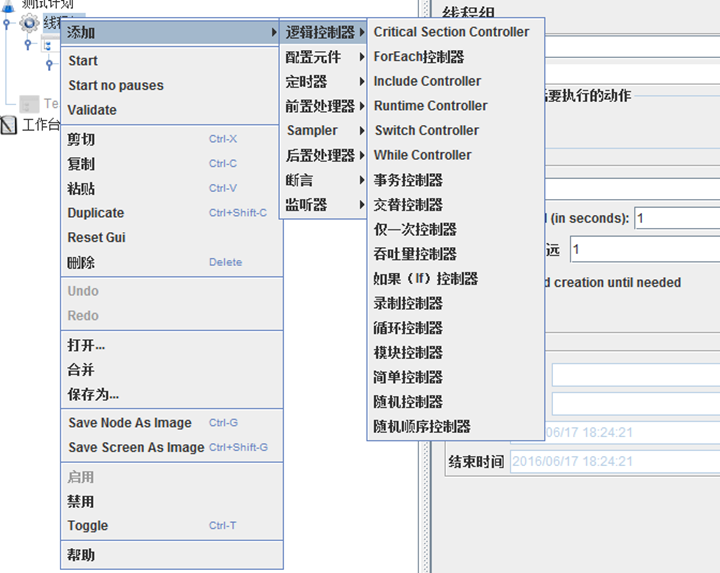 测试计划
线程组
Te
工作台
添加
Start
Start no pauses
Validate
剪切 Ctrl-X
复制 Ctrl-C
粘贴 Ctrl-V
Duplicate Ctrl+Shift-C
Reset Gui
删除 Delete
Undo
Redo
打开...
合并
保存为...
Save Node As Image Ctrl-G
Save Screen As Image Ctrl+Shift-G
启用
禁用
Toggle Ctrl-T
帮助
逻辑控制器
配置元件
定时器
前置处理器
Sampler
后置处理器
断言
监听器
Critical Section Controller
ForEach控制器
Include Controller
Runtime Controller
Switch Controller
While Controller
事务控制器
交替控制器
仅一次控制器
吞吐量控制器
如果（If）控制器
录制控制器
循环控制器
模块控制器
简单控制器
随机控制器
随机顺序控制器
线程组
要执行的动作
(in seconds): 1
远 1
d creation until needed
06/17 18:24:21
结束时间 2016/06/17 18:24:21